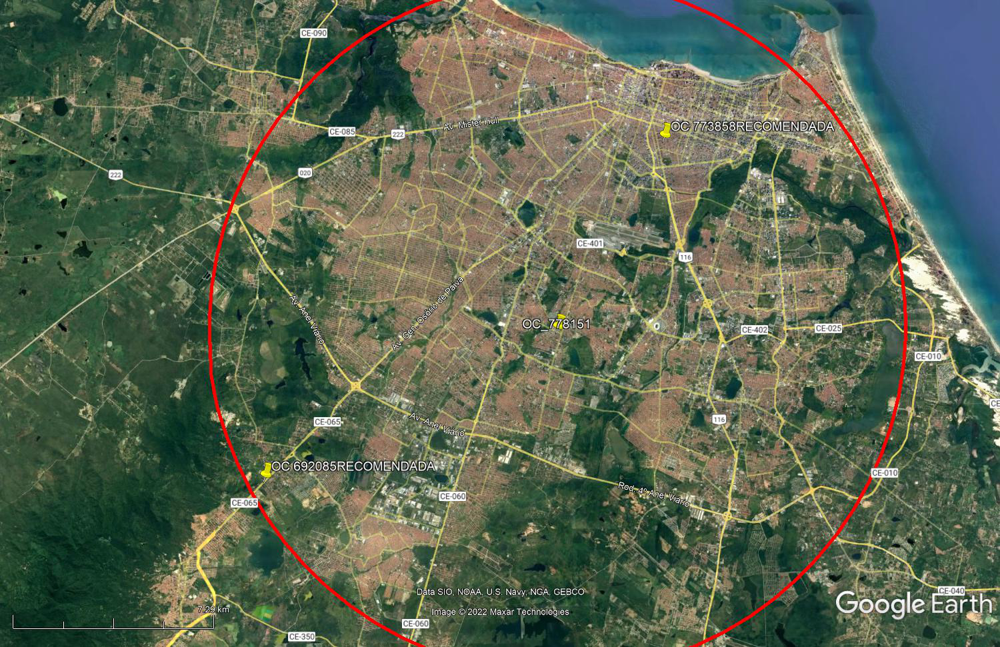 CE-090
Av. Mister Hull
CE-085
222
OC 773858RECOMENDADA
020
222
CE-401
116
Av. Anel Viário
Av. Gen. Osório de Paiva
OC_778151
CE-402
CE-025
CE-010
CE
CE-065
Av. Anel Viário
116
OC 692085RECOMENDADA
CE-010
Rod. 4º Anel Viário
CE-065
CE-060
7.29 km
Data SIO, NOAA, U.S. Navy, NGA, GEBCO
CE-040
Image © 2022 Maxar Technologies
Google Earth
CE-060
CE-350